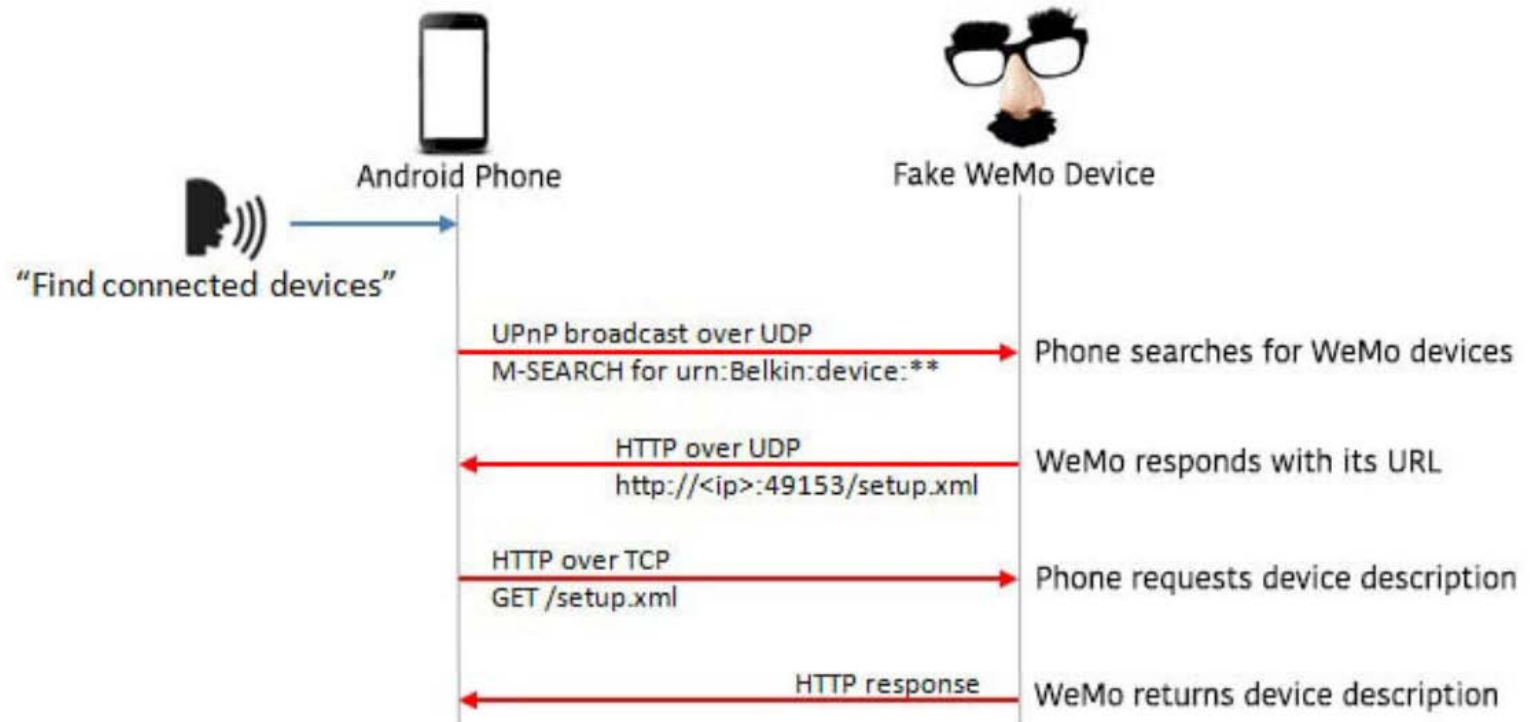 Android Phone
Fake WeMo Device
“Find connected devices”
UPnP broadcast over UDP
M-SEARCH for urn:Belkin:device:**
Phone searches for WeMo devices
HTTP over UDP
http://<ip>:49153/setup.xml
WeMo responds with its URL
HTTP over TCP
GET /setup.xml
Phone requests device description
HTTP response
WeMo returns device description